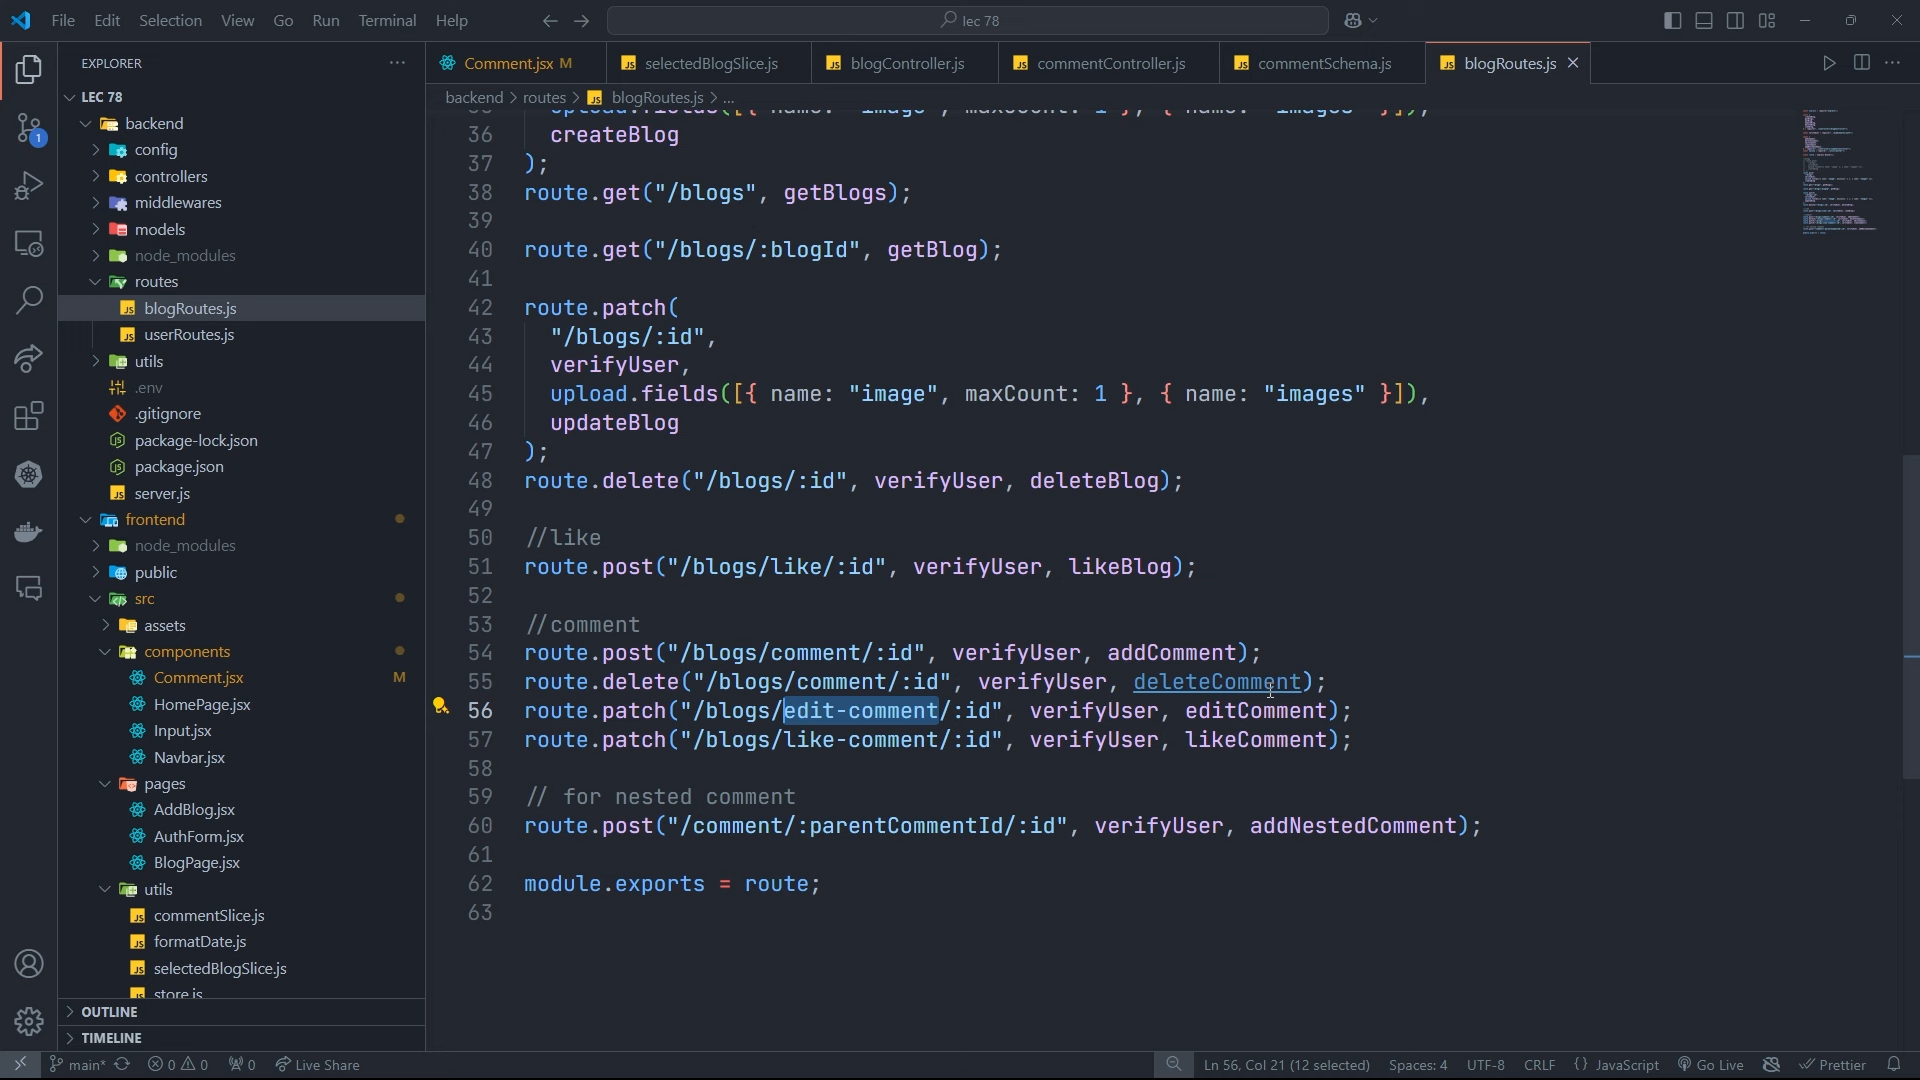 File Edit Selection View Go Run Terminal Help
lec 78
EXPLORER
Comment.jsx M
selectedBlogSlice.js
blogController.js
commentController.js
commentSchema.js
blogRoutes.js
backend > routes > blogRoutes.js > ...
LEC 78
backend
config
controllers
middlewares
models
node_modules
routes
blogRoutes.js
userRoutes.js
utils
.env
.gitignore
package-lock.json
package.json
server.js
frontend
node_modules
public
src
assets
components
Comment.jsx M
HomePage.jsx
Input.jsx
Navbar.jsx
pages
AddBlog.jsx
AuthForm.jsx
BlogPage.jsx
utils
commentSlice.js
formatDate.js
selectedBlogSlice.js
store.js
OUTLINE
TIMELINE
1
36 createBlog
37 );
38 route.get("/blogs", getBlogs);
39
40 route.get("/blogs/:blogId", getBlog);
41
42 route.patch(
43 "/blogs/:id",
44 verifyUser,
45 upload.fields([{ name: "image", maxCount: 1 }, { name: "images" }]),
46 updateBlog
47 );
48 route.delete("/blogs/:id", verifyUser, deleteBlog);
49
50 //like
51 route.post("/blogs/like/:id", verifyUser, likeBlog);
52
53 //comment
54 route.post("/blogs/comment/:id", verifyUser, addComment);
55 route.delete("/blogs/comment/:id", verifyUser, deleteComment);
56 route.patch("/blogs/edit-comment/:id", verifyUser, editComment);
57 route.patch("/blogs/like-comment/:id", verifyUser, likeComment);
58
59 // for nested comment
60 route.post("/comment/:parentCommentId/:id", verifyUser, addNestedComment);
61
62 module.exports = route;
63
main* 0 0 0 Live Share
Ln 56, Col 21 (12 selected) Spaces: 4 UTF-8 CRLF {} JavaScript Go Live Prettier